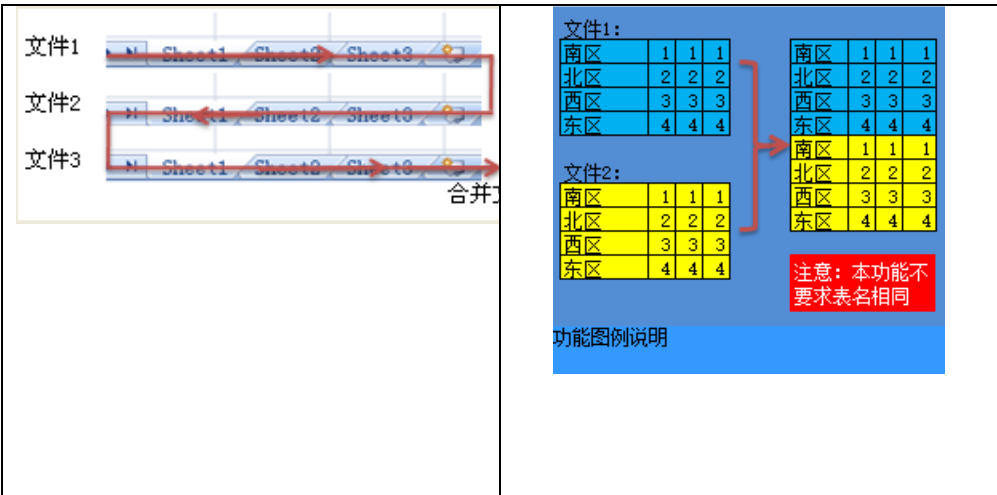 文件1
Sheet1 Sheet2 Sheet3
文件2
Sheet1 Sheet2 Sheet3
文件3
Sheet1 Sheet2 Sheet3
合并
文件1:
南区 1 1 1
北区 2 2 2
西区 3 3 3
东区 4 4 4
文件2:
南区 1 1 1
北区 2 2 2
西区 3 3 3
东区 4 4 4
南区 1 1 1
北区 2 2 2
西区 3 3 3
东区 4 4 4
南区 1 1 1
北区 2 2 2
西区 3 3 3
东区 4 4 4
注意：本功能不
要求表名相同
功能图例说明